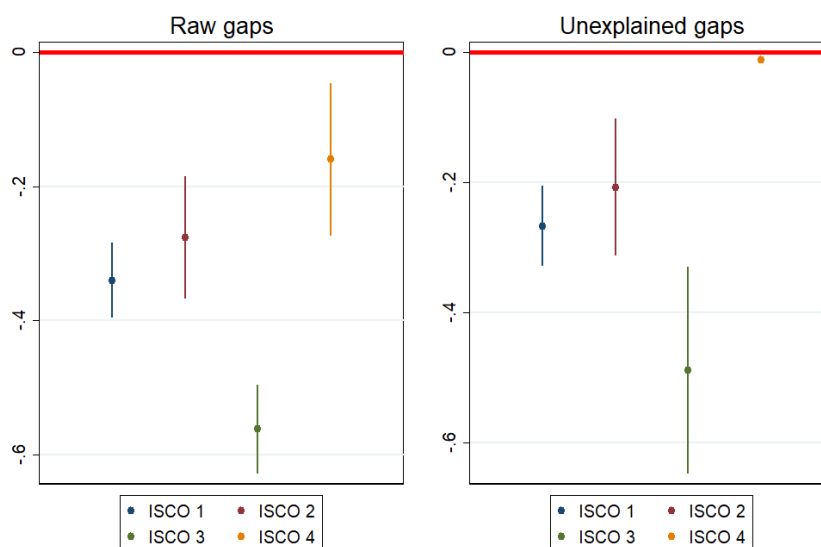 Raw gaps
0
-.2
-.4
-.6
ISCO 1 ISCO 2
ISCO 3 ISCO 4
Unexplained gaps
0
-.2
-.4
-.6
ISCO 1 ISCO 2
ISCO 3 ISCO 4